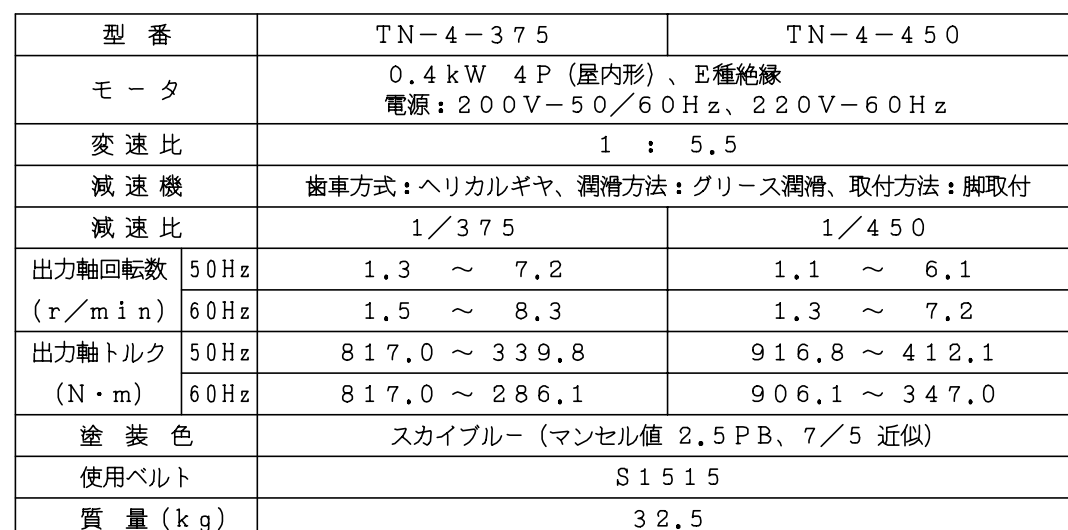 型 番 TN-4-375 TN-4-450
モータ 0.4kW 4P(屋内形)、E種絶縁
電源:200V-50/60Hz、220V-60Hz
変速比 1 : 5.5
減速機 歯車方式:ヘリカルギヤ、潤滑方法:グリース潤滑、取付方法:脚取付
減速比 1/375 1/450
出力軸回転数 50Hz 1.3 ~ 7.2 1.1 ~ 6.1
(r/min) 60Hz 1.5 ~ 8.3 1.3 ~ 7.2
出力軸トルク 50Hz 817.0 ~ 339.8 916.8 ~ 412.1
(N・m) 60Hz 817.0 ~ 286.1 906.1 ~ 347.0
塗装色 スカイブルー(マンセル値 2.5PB、7/5 近似)
使用ベルト S1515
質 量(kg) 32.5